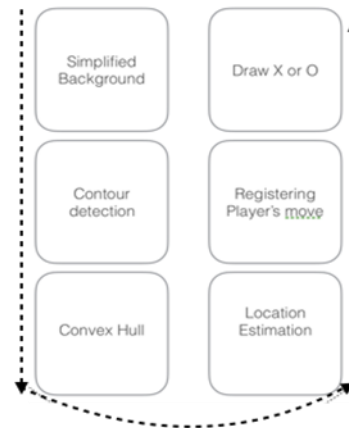 Simplified
Background
Contour
detection
Convex Hull
Location
Estimation
Registering
Player's move
Draw X or O